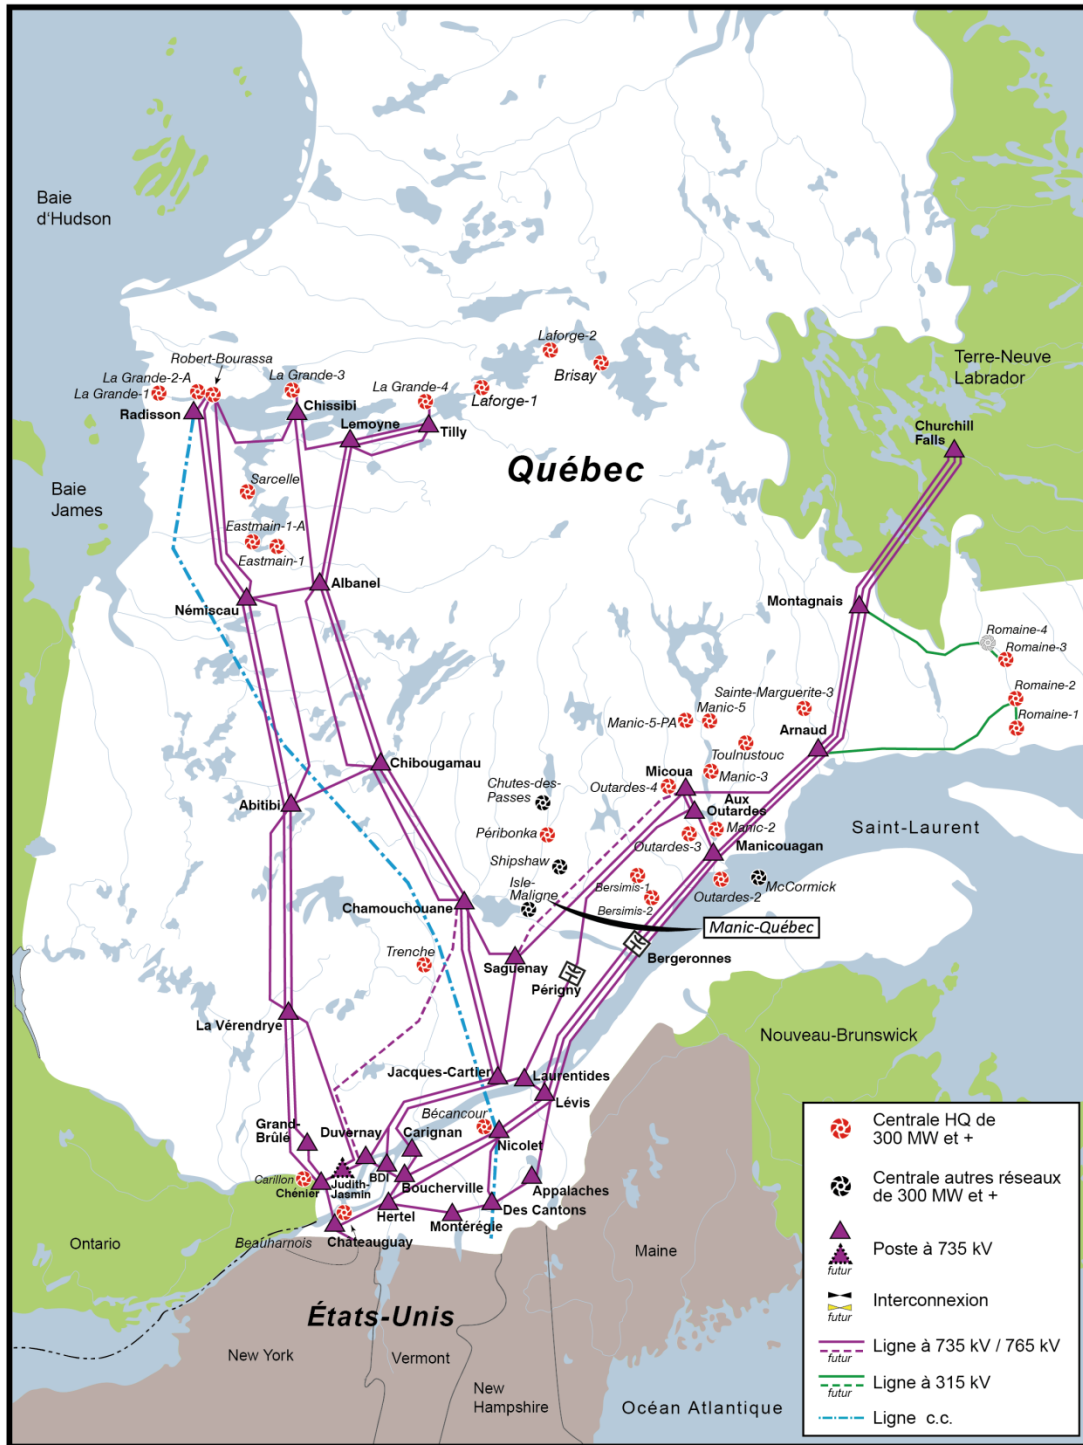 Baie
d'Hudson
Terre-Neuve
Labrador
Laforge-2
Brisay
Robert-Bourassa
La Grande-3
La Grande-2-A
La Grande-4
La Grande-1
Laforge-1
Radisson
Chissibi
Lemoyne
Tilly
Churchill
Falls
Québec
Sarcelle
Baie
James
Eastmain-1-A
Eastmain-1
Albanel
Némiscau
Montagnais
Romaine-4
Romaine-3
Romaine-2
Romaine-1
Sainte-Marguerite-3
Manic-5
Manic-5-PA
Arnaud
Toulnustouc
Chibougamau
Micoua
Manic-3
Outardes-4
Chutes-des-
Passes
Abitibi
Aux
Outardes
Péribonka
Manic-2
Saint-Laurent
Outardes-3
Manicouagan
Shipshaw
Isle-
Maligne
Bersimis-1
Outardes-2
McCormick
Bersimis-2
Chamouchouane
Manic-Québec
Trenche
Saguenay
Bergeronnes
Périgny
La Vérendrye
Nouveau-Brunswick
Jacques-Cartier
Laurentides
Lévis
Bécancour
Grand-
Brûlé
Duvernay
Carignan
Nicolet
Carillon
Chénier
Judith-
Jasmin
BDI
Boucherville
Appalaches
Hertel
Des Cantons
Montérégle
Châteauguay
Beauharnois
Ontario
Maine
États-Unis
New York
Vermont
New
Hampshire
Océan Atlantique
Centrale HQ de
300 MW et +
Centrale autres réseaux
de 300 MW et +
Poste à 735 kV
futur
Interconnexion
futur
Ligne à 735 kV / 765 kV
futur
Ligne à 315 kV
futur
Ligne c.c.